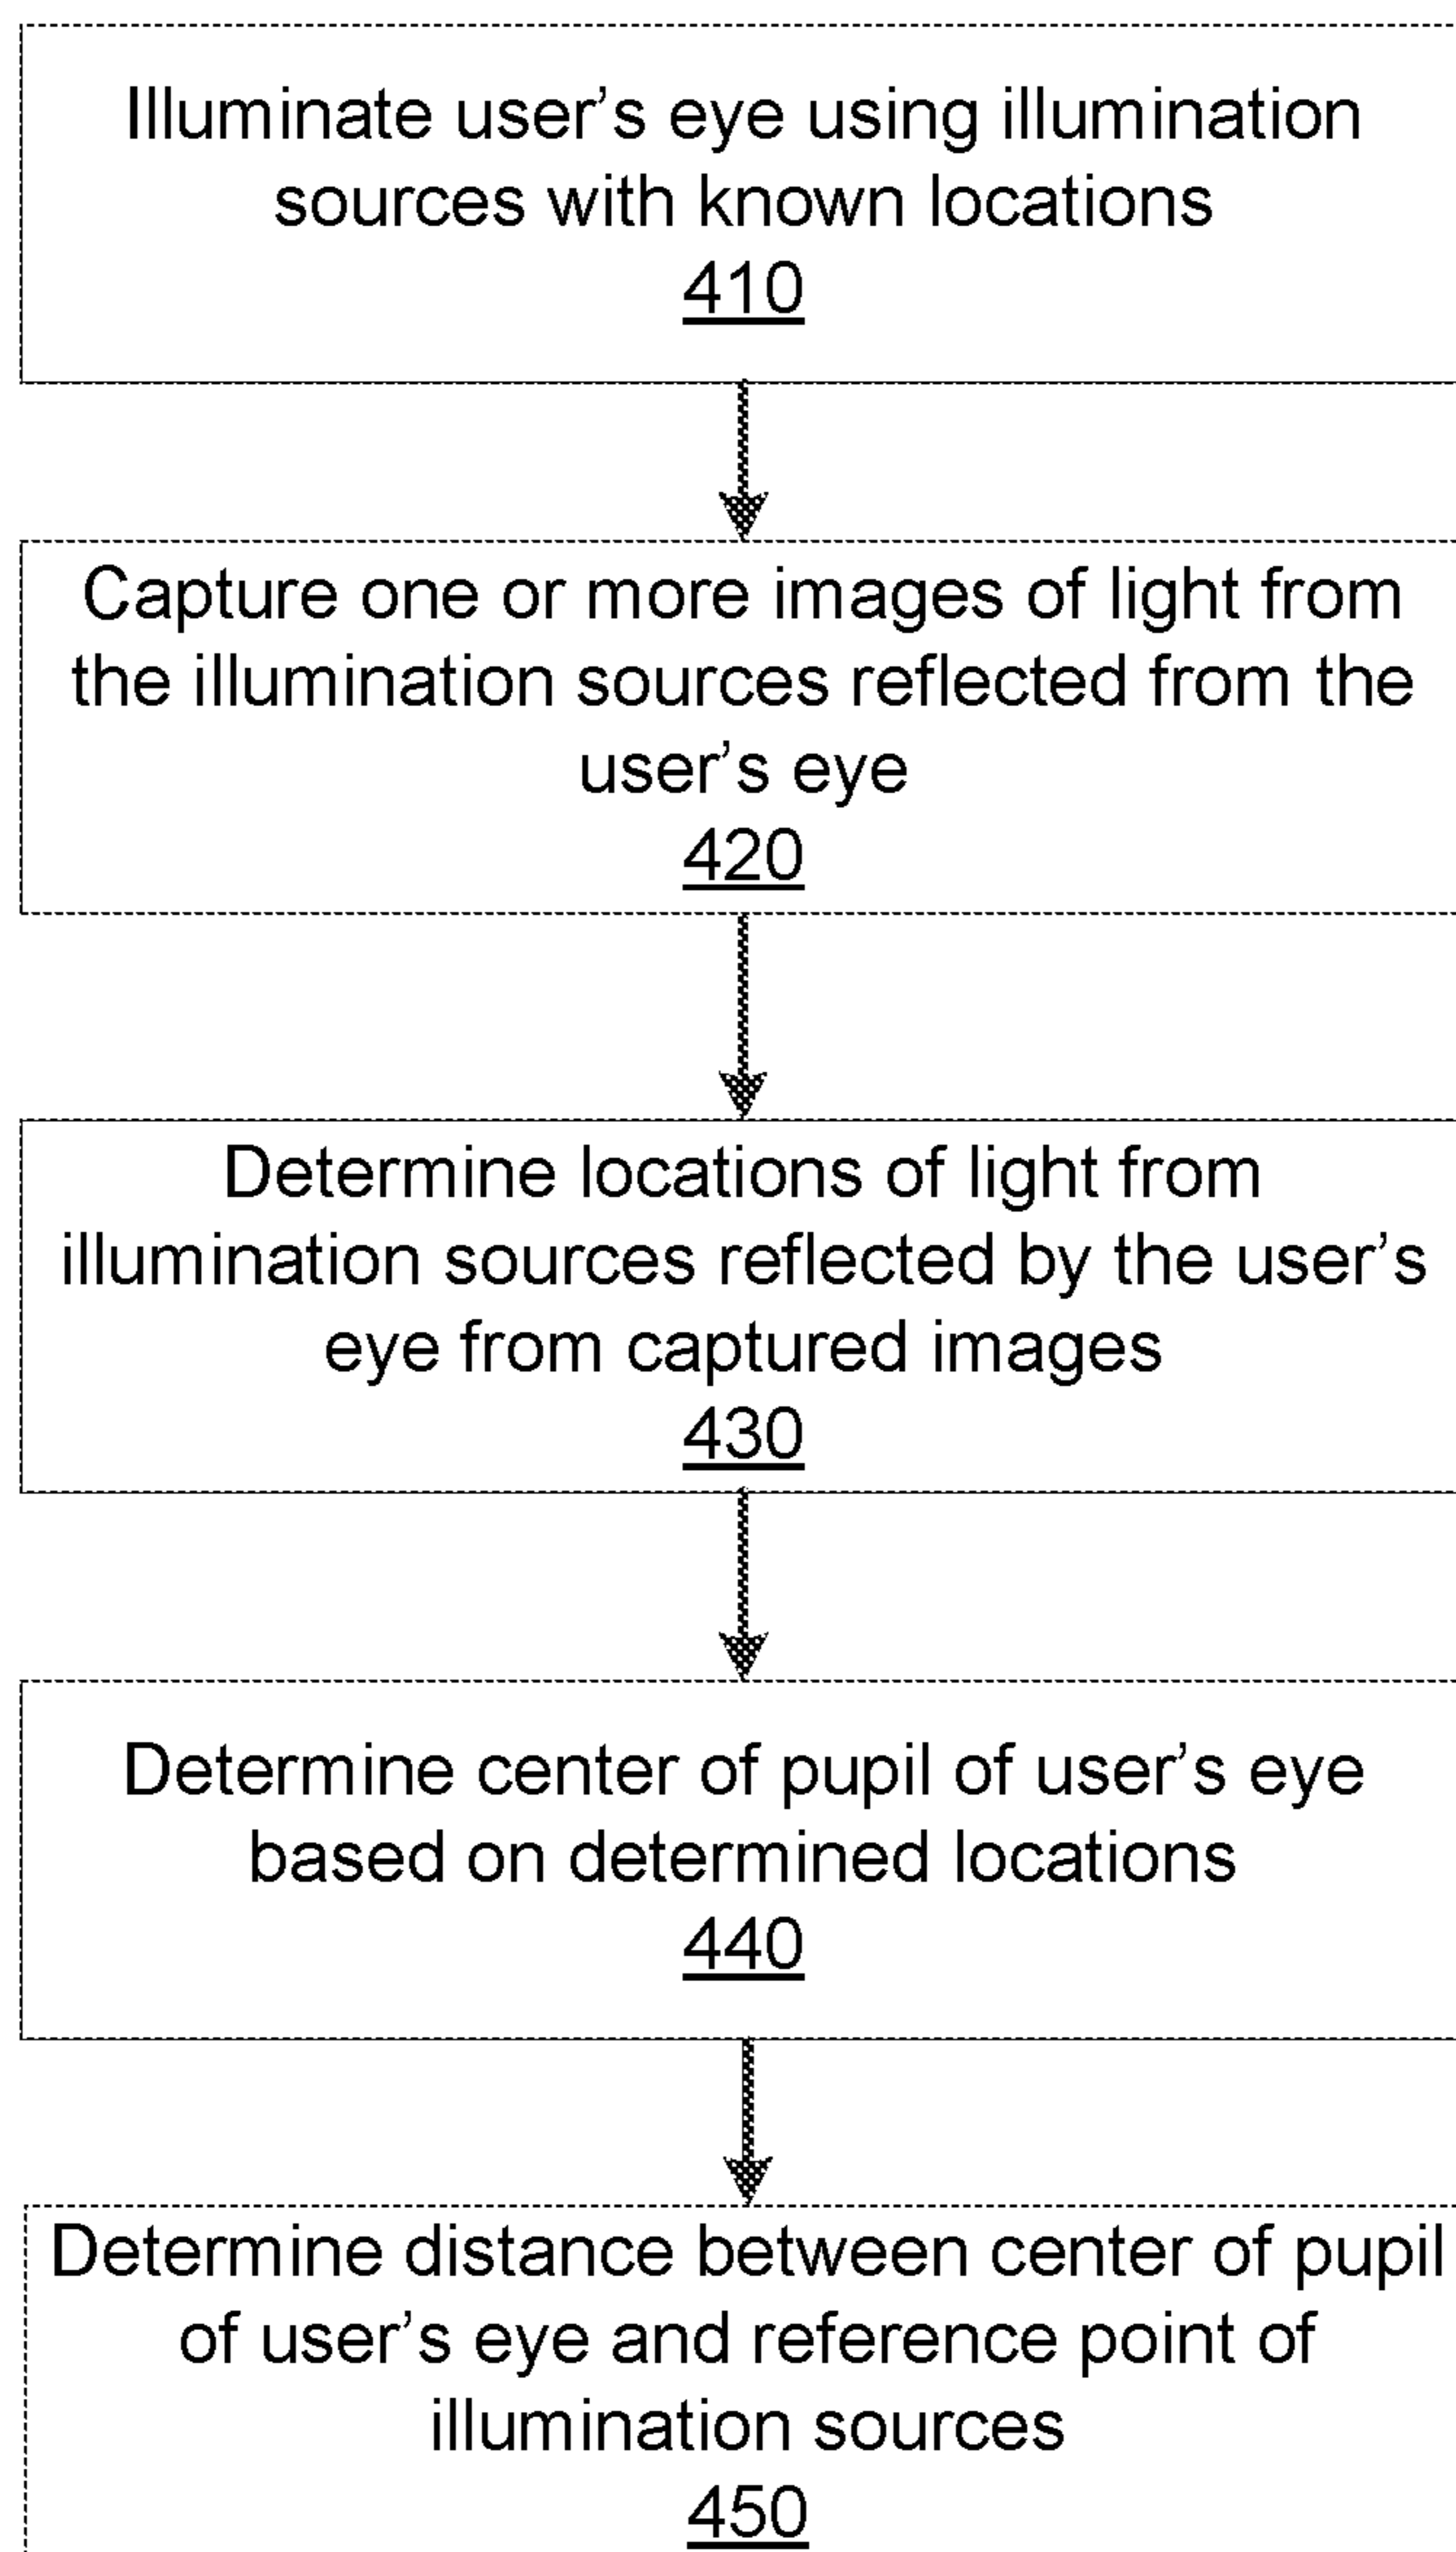 Illuminate user’s eye using illumination
sources with known locations
410
Capture one or more images of light from
the illumination sources reflected from the
user’s eye
420
Determine locations of light from
illumination sources reflected by the user’s
eye from captured images
430
Determine center of pupil of user’s eye
based on determined locations
440
Determine distance between center of pupil
of user’s eye and reference point of
illumination sources
450